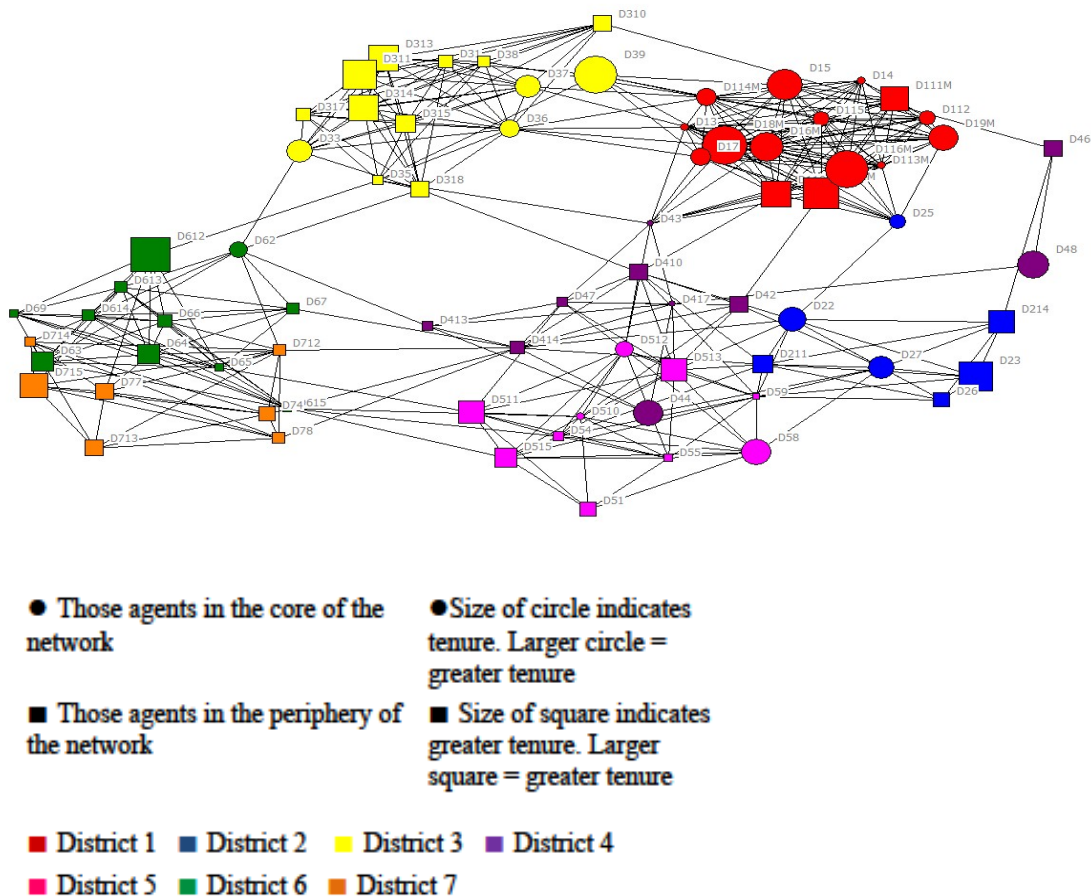 D310
D313
D311
D31
D38
D37
D39
D15
D14
D114M
D111M
D314
D317
D315
D36
D33
D13
D115
D112
D18M
D16M
D19M
D17
D116M
D113M
D46
D35
D318
D43
D25
D612
D62
D410
D48
D613
D69
D614
D66
D67
D47
D417
D42
D22
D214
D413
D714
D63
D64
D712
D414
D512
D513
D211
D27
D23
D715
D65
D77
D59
D26
D74
D615
D511
D510
D44
D713
D78
D54
D58
D515
D55
D51
● Those agents in the core of the
network
●Size of circle indicates
tenure. Larger circle =
greater tenure
■ Those agents in the periphery of
the network
■ Size of square indicates
greater tenure. Larger
square = greater tenure
■ District 1 ■ District 2 ■ District 3 ■ District 4
■ District 5 ■ District 6 ■ District 7